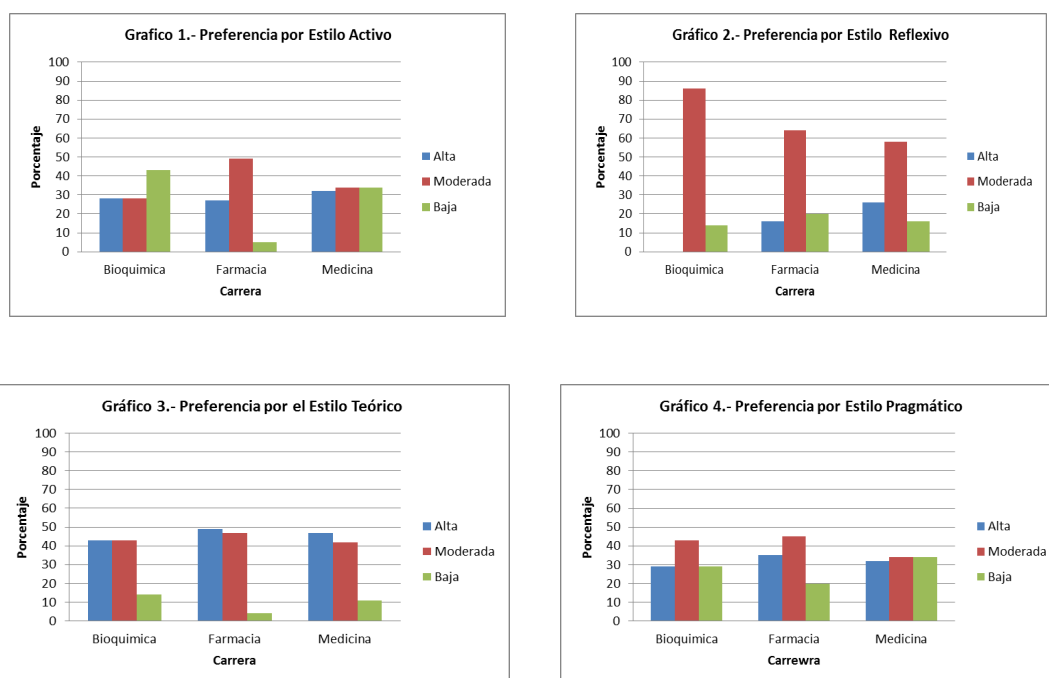 Grafico 1.- Preferencia por Estilo Activo
100
90
80
70
60
50
40
30
20
10
0
Porcentaje
Bioquimica Farmacia Medicina
Carrera
Alta
Moderada
Baja
Gráfico 2.- Preferencia por Estilo Reflexivo
100
90
80
70
60
50
40
30
20
10
0
Porcentaje
Bioquimica Farmacia Medicina
Carrera
Alta
Moderada
Baja
Gráfico 3.- Preferencia por el Estilo Teórico
100
90
80
70
60
50
40
30
20
10
0
Porcentaje
Bioquimica Farmacia Medicina
Carrera
Alta
Moderada
Baja
Gráfico 4.- Preferencia por Estilo Pragmático
100
90
80
70
60
50
40
30
20
10
0
Porcentaje
Bioquimica Farmacia Medicina
Carrewra
Alta
Moderada
Baja